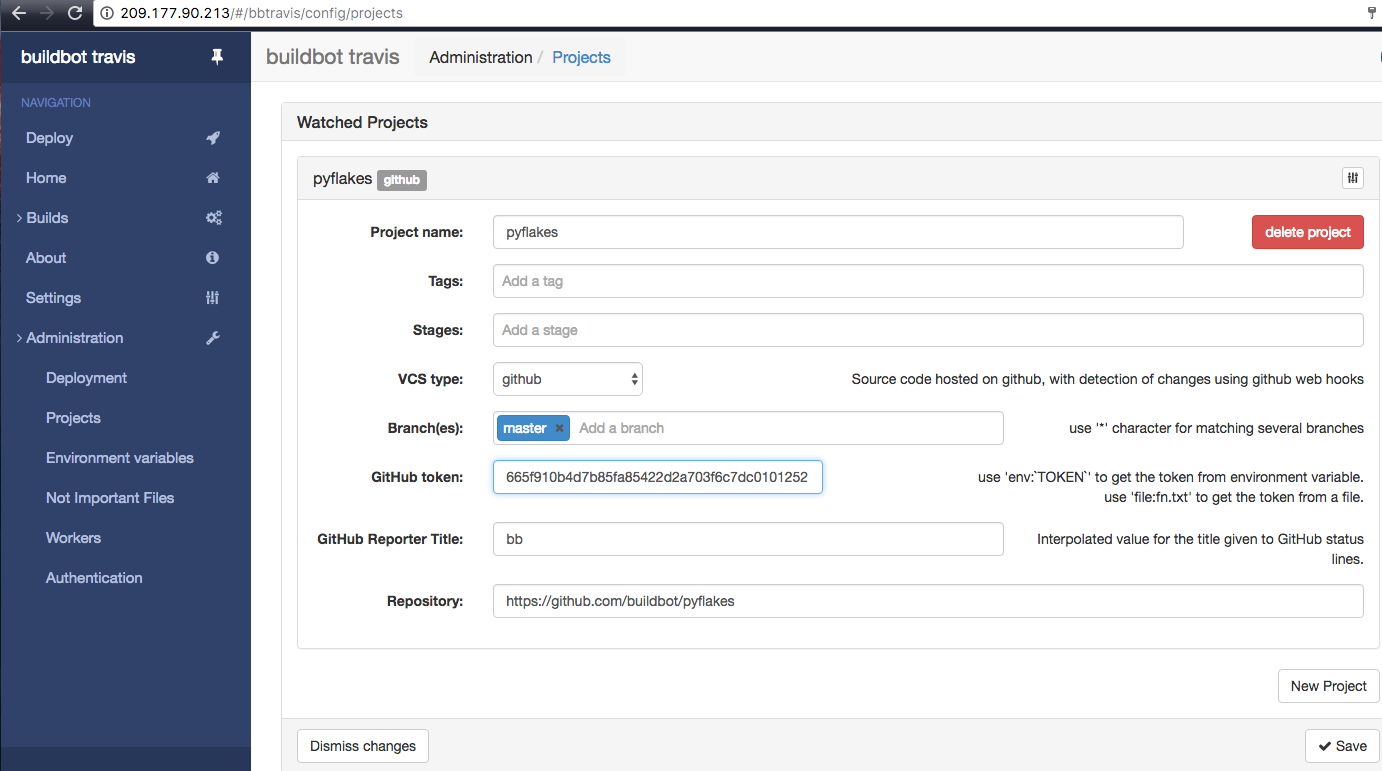 209.177.90.213/#/bbtravis/config/projects
buildbot travis
buildbot travis
Administration / Projects
NAVIGATION
Deploy
Home
Builds
About
Settings
Administration
Deployment
Projects
Environment variables
Not Important Files
Workers
Authentication
Watched Projects
pyflakes github
Project name: pyflakes delete project
Tags: Add a tag
Stages: Add a stage
VCS type: github Source code hosted on github, with detection of changes using github web hooks
Branch(es): master × Add a branch use '*' character for matching several branches
GitHub token: 665f910b4d7b85fa85422d2a703f6c7dc0101252 use 'env:`TOKEN`' to get the token from environment variable.
use 'file:fn.txt' to get the token from a file.
GitHub Reporter Title: bb Interpolated value for the title given to GitHub status
lines.
Repository: https://github.com/buildbot/pyflakes
New Project
Dismiss changes Save